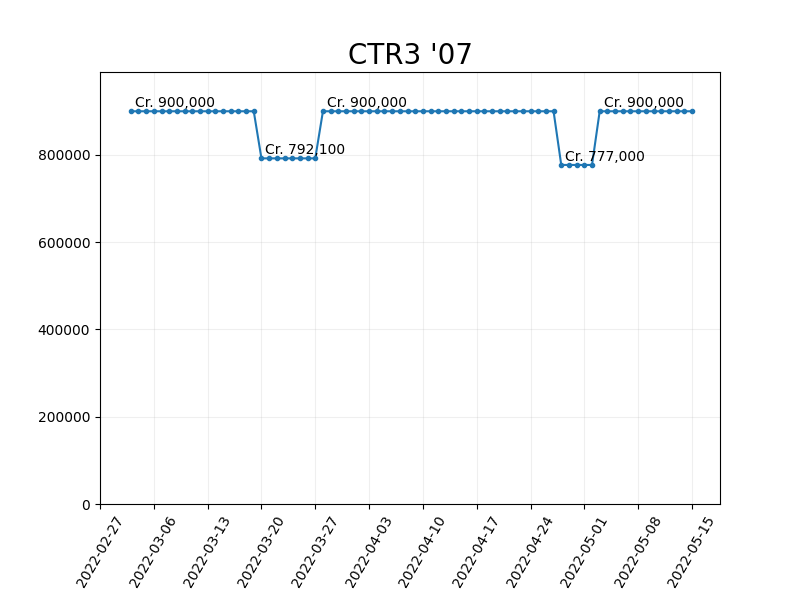 CTR3 '07
Cr. 900,000
Cr. 900,000
Cr. 900,000
Cr. 792,100
Cr. 777,000
800000
600000
400000
200000
0
2022-02-27
2022-03-06
2022-03-13
2022-03-20
2022-03-27
2022-04-03
2022-04-10
2022-04-17
2022-04-24
2022-05-01
2022-05-08
2022-05-15